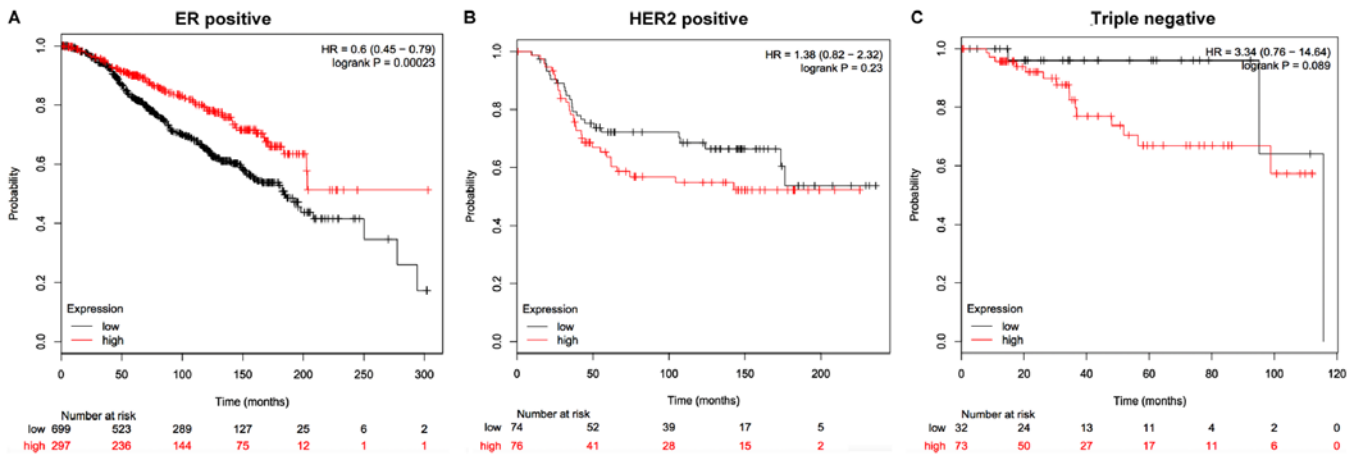 A
ER positive
HR = 0.6 (0.45 − 0.79)
logrank P = 0.00023
Probability
1.0
0.8
0.6
0.4
0.2
0.0
Expression
low
high
0 50 100 150 200 250 300
Time (months)
Number at risk
low 699 523 289 127 25 6 2
high 297 236 144 75 12 1 1
B
HER2 positive
HR = 1.38 (0.82 − 2.32)
logrank P = 0.23
Probability
1.0
0.8
0.6
0.4
0.2
0.0
Expression
low
high
0 50 100 150 200
Time (months)
Number at risk
low 74 52 39 17 5
high 76 41 28 15 2
C
Triple negative
HR = 3.34 (0.76 − 14.64)
logrank P = 0.089
Probability
1.0
0.8
0.6
0.4
0.2
0.0
Expression
low
high
0 20 40 60 80 100 120
Time (months)
Number at risk
low 32 24 13 11 4 2 0
high 73 50 27 17 11 6 0